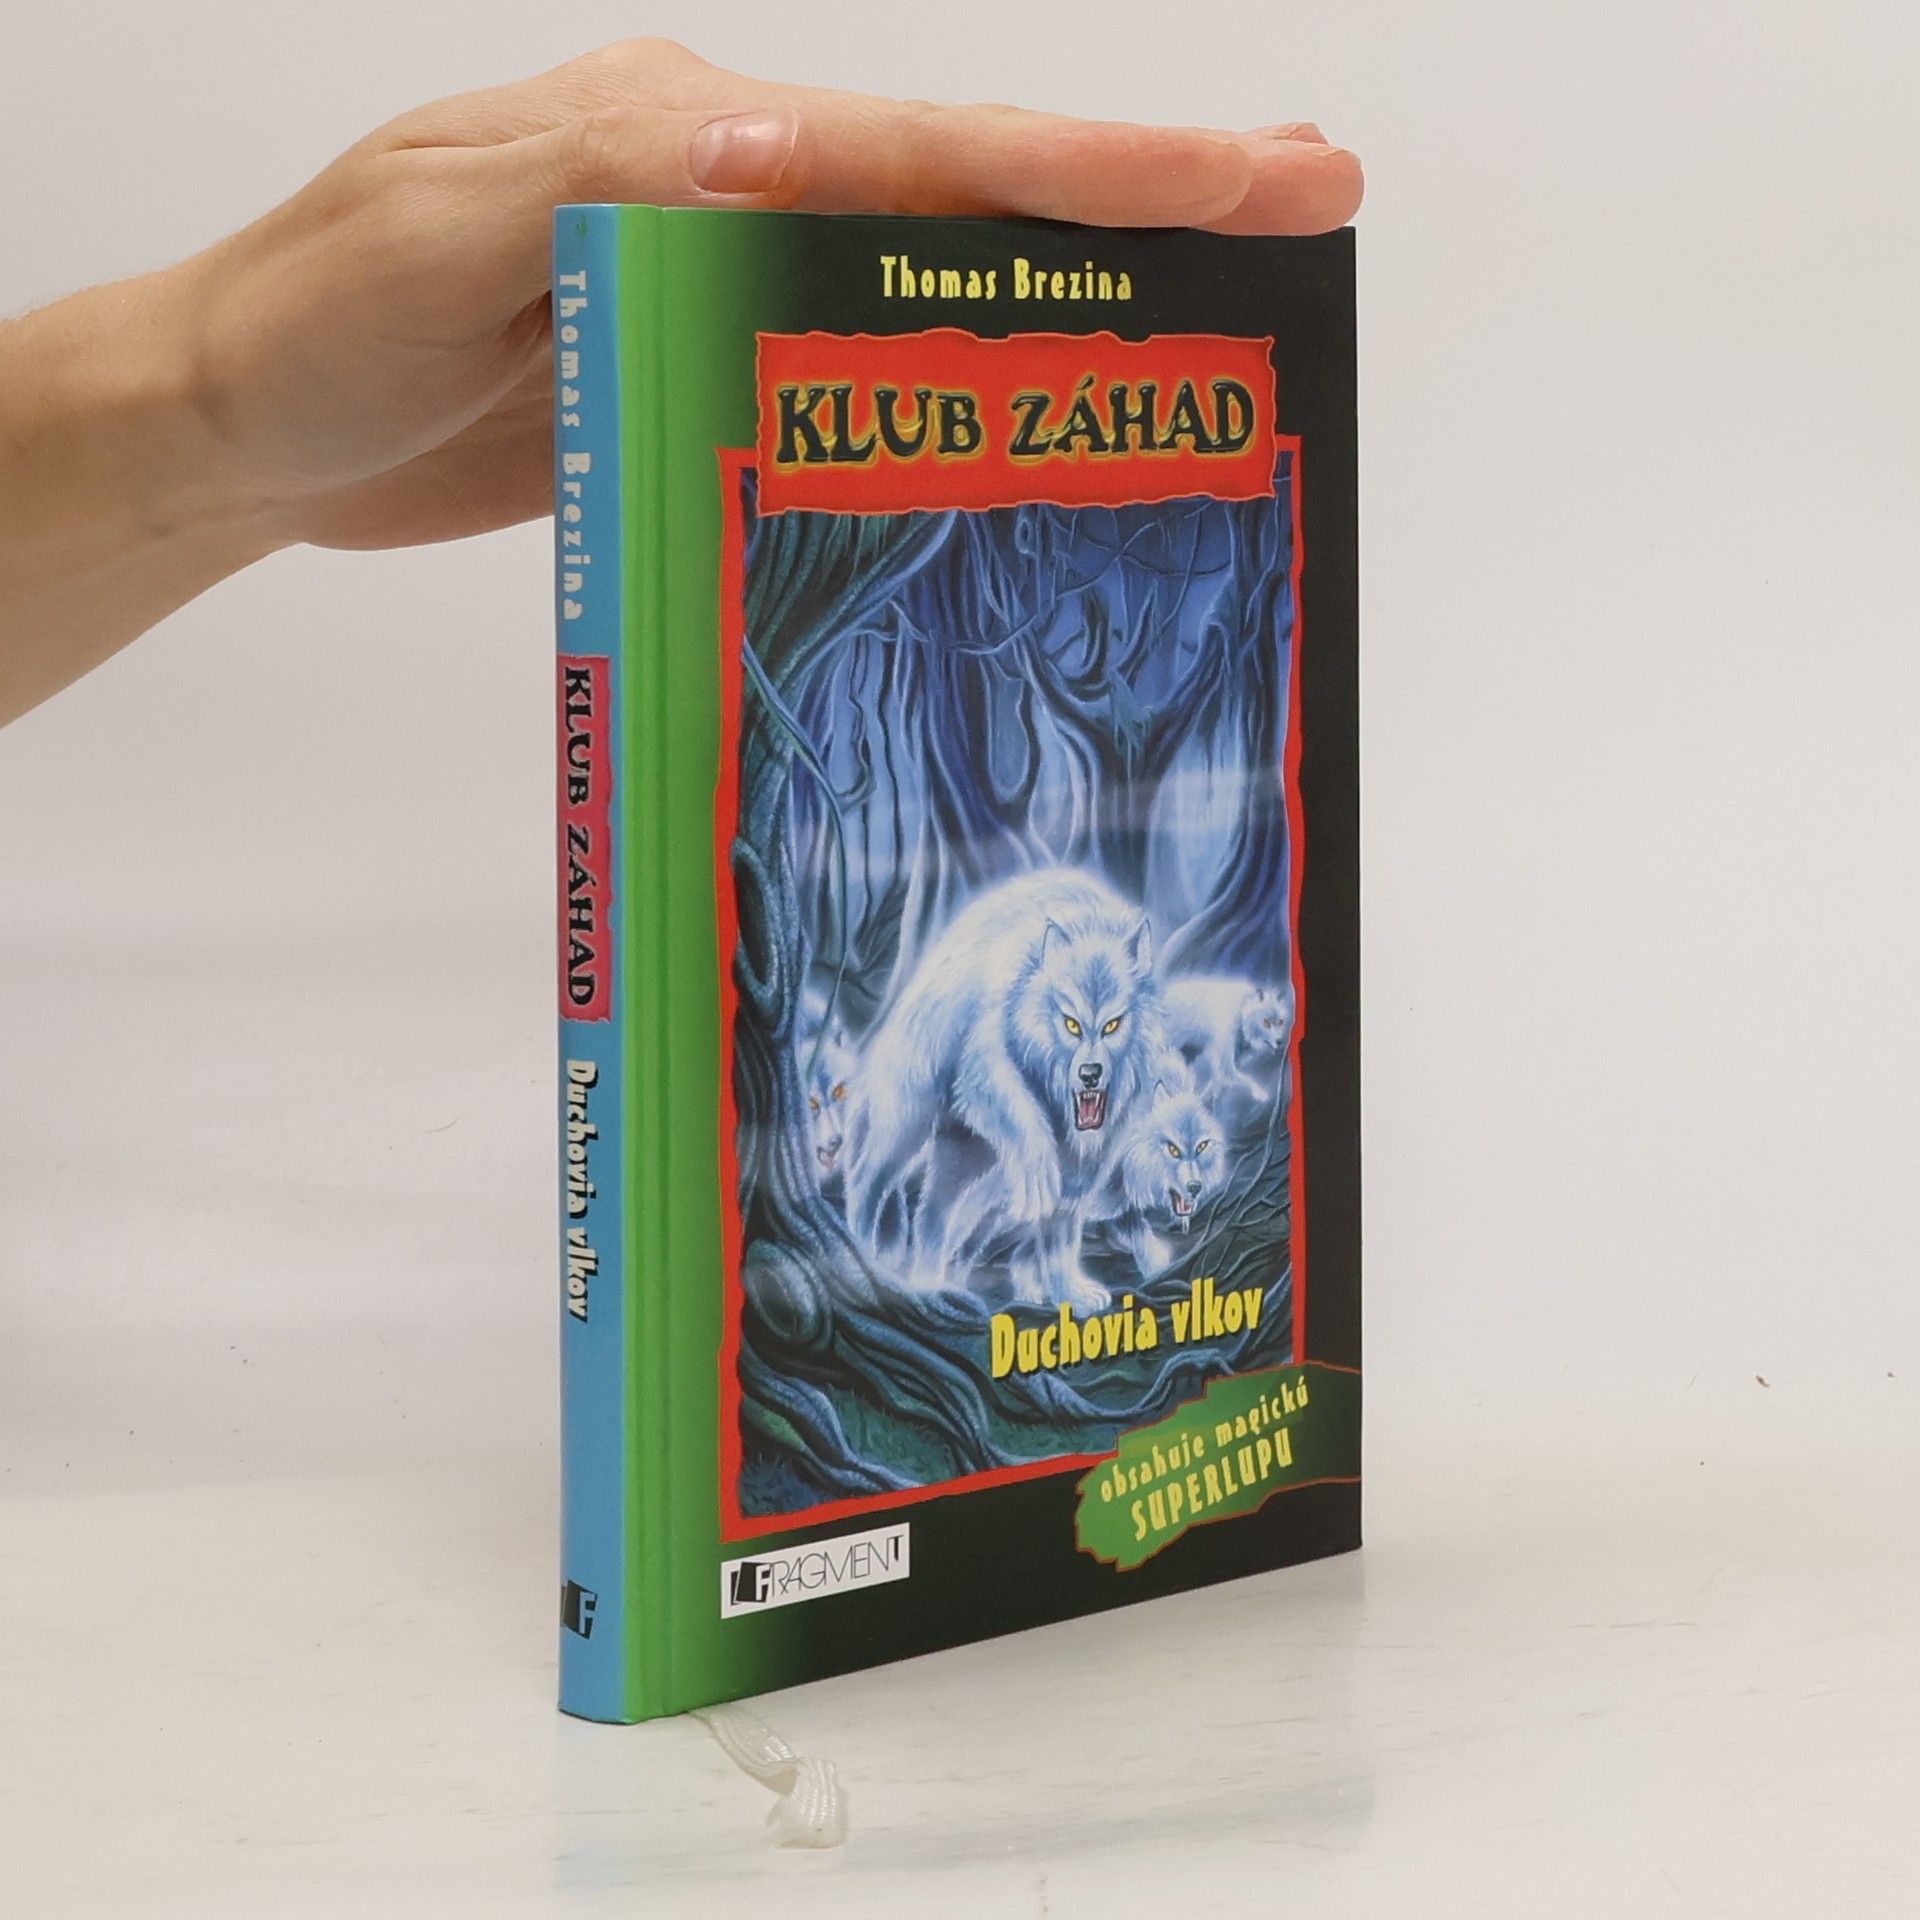 Thomas Brezina
KLUB ZÁHAD
Duchovia vlkov
obsahuje magickú
SUPERLUPU
FRAGMENT
Thomas Brezina KLUB ZÁHAD Duchovia vlkov
F